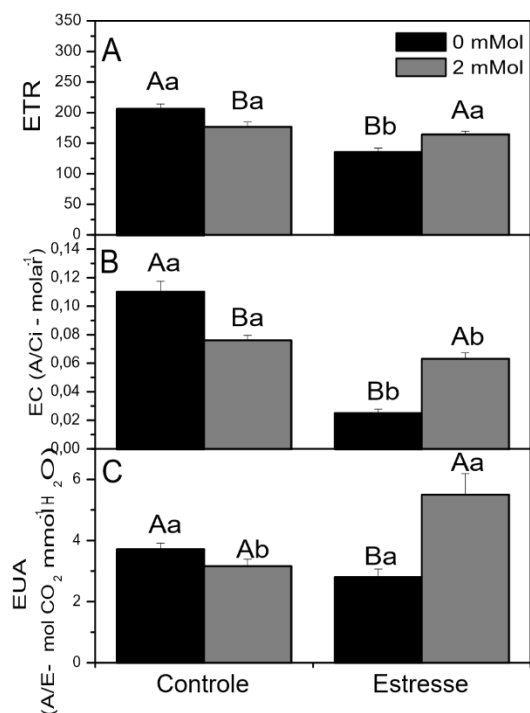 A
0 mMol
2 mMol
ETR
350
300
250
200
150
100
50
0
Aa
Ba
Bb
Aa
B
EC (A/Ci - molar⁻¹)
0,14
0,12
0,10
0,08
0,06
0,04
0,02
0,00
Aa
Ba
Bb
Ab
C
EUA
(A/E- mol CO₂ mmol⁻¹ H₂O)
6
4
2
0
Aa
Ab
Ba
Aa
Controle
Estresse